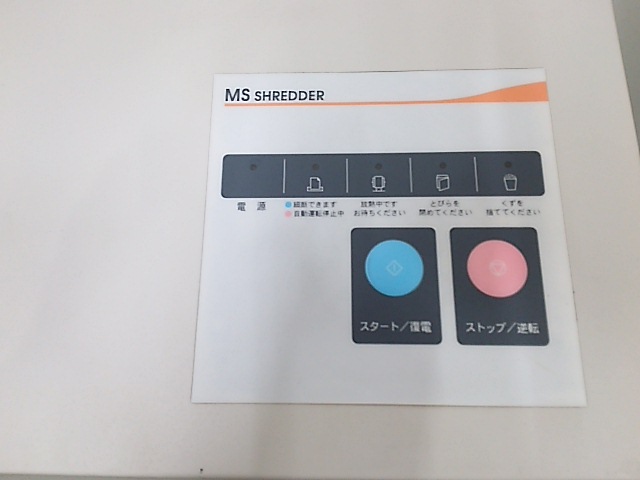 MS SHREDDER
電源
細断できます
自動運転停止中
放熱中です
お待ちください
とびらを
閉めてください
くずを
捨ててください
スタート/復電
ストップ/逆転